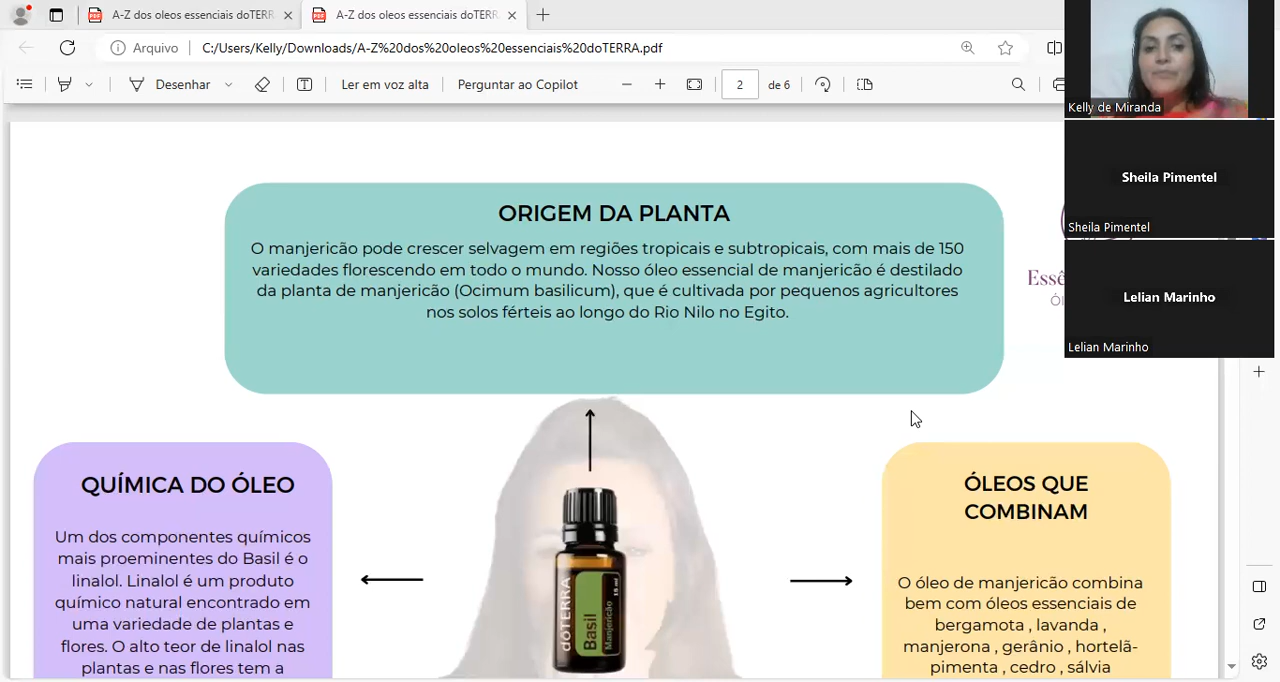 A-Z dos oleos essenciais doTERR
A-Z dos oleos essenciais doTERR
Arquivo
C:/Users/Kelly/Downloads/A-Z%20dos%20oleos%20essenciais%20doTERRA.pdf
Desenhar
Ler em voz alta
Perguntar ao Copilot
2
de 6
Kelly de Miranda
Sheila Pimentel
Sheila Pimentel
Lelian Marinho
Lelian Marinho
ORIGEM DA PLANTA
O manjericão pode crescer selvagem em regiões tropicais e subtropicais, com mais de 150
variedades florescendo em todo o mundo. Nosso óleo essencial de manjericão é destilado
da planta de manjericão (Ocimum basilicum), que é cultivada por pequenos agricultores
nos solos férteis ao longo do Rio Nilo no Egito.
QUÍMICA DO ÓLEO
Um dos componentes químicos
mais proeminentes do Basil é o
linalol. Linalol é um produto
químico natural encontrado em
uma variedade de plantas e
flores. O alto teor de linalol nas
plantas e nas flores tem a
dōTERRA
Basil
Manjericão
15 ml
ÓLEOS QUE
COMBINAM
O óleo de manjericão combina
bem com óleos essenciais de
bergamota , lavanda ,
manjerona , gerânio , hortelã-
pimenta , cedro , sálvia